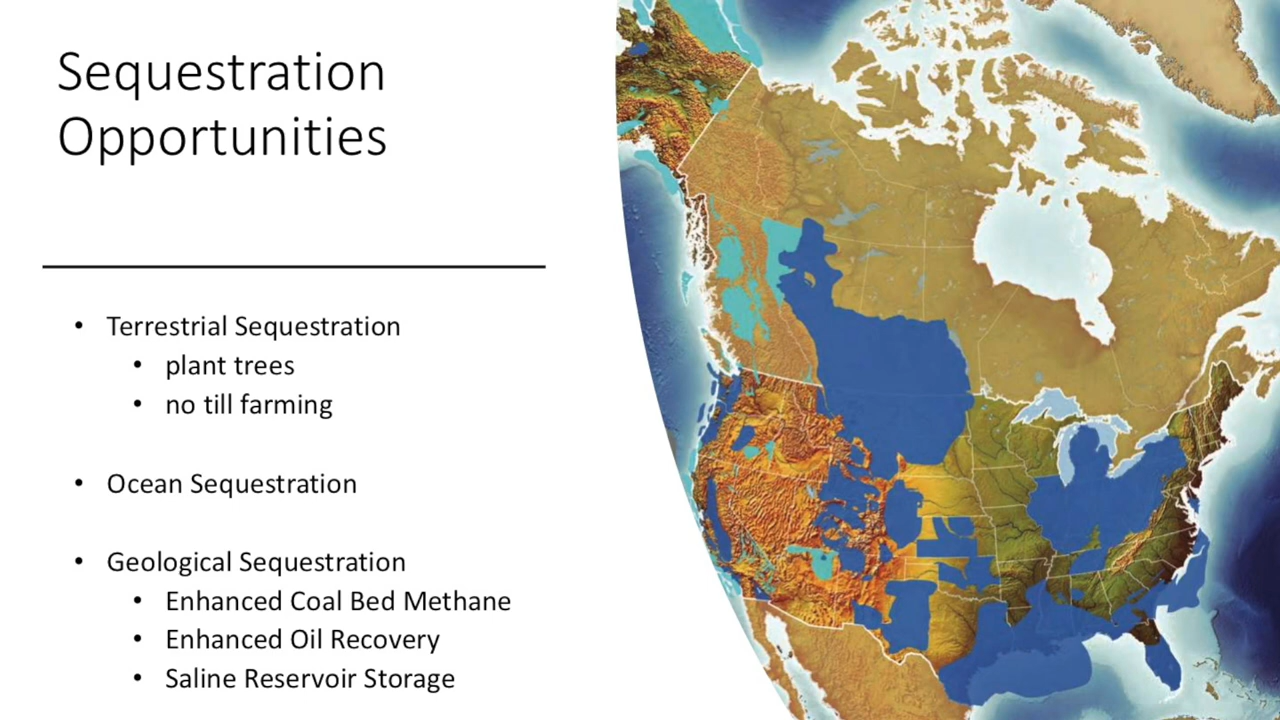 Sequestration
Opportunities
• Terrestrial Sequestration
• plant trees
• no till farming
• Ocean Sequestration
• Geological Sequestration
• Enhanced Coal Bed Methane
• Enhanced Oil Recovery
• Saline Reservoir Storage